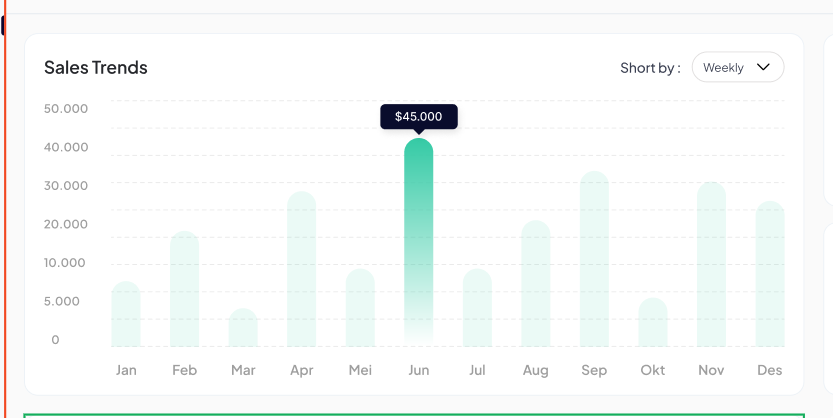 Sales Trends
Short by :
Weekly
50.000
$45.000
40.000
30.000
20.000
10.000
5.000
0
Jan Feb Mar Apr Mei Jun Jul Aug Sep Okt Nov Des